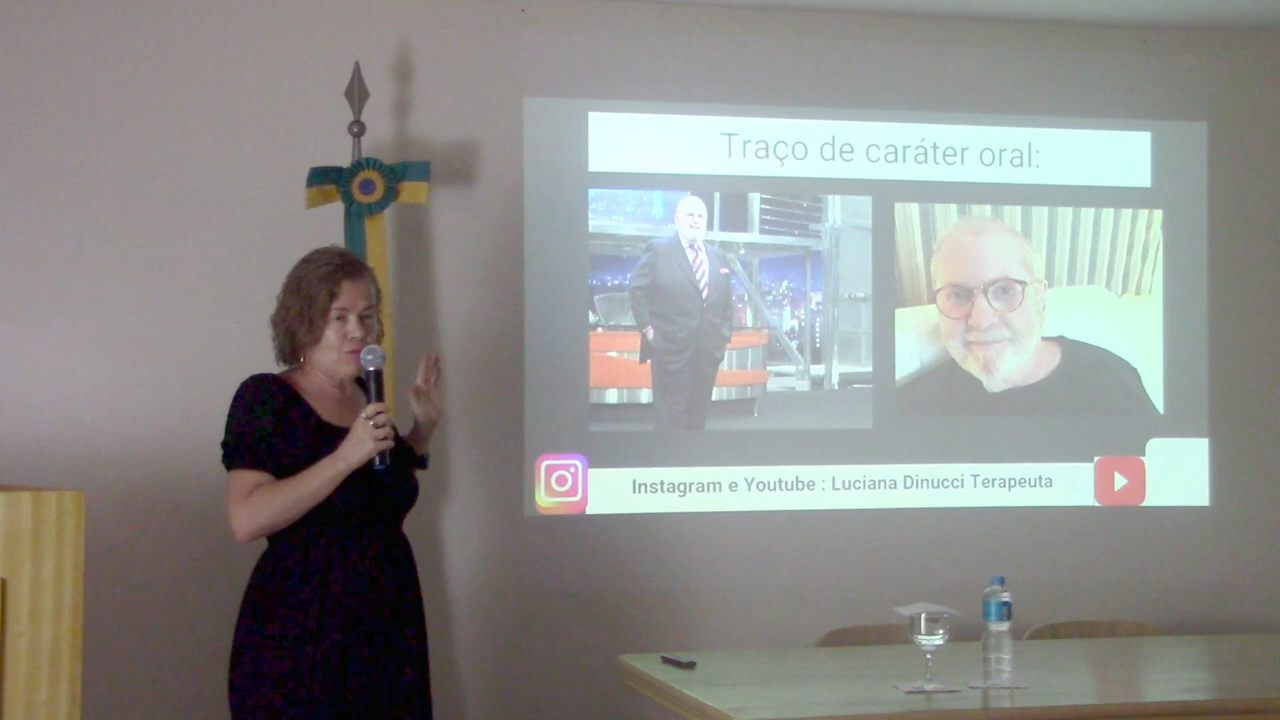 Traço de caráter oral:
Instagram e Youtube : Luciana Dinucci Terapeuta